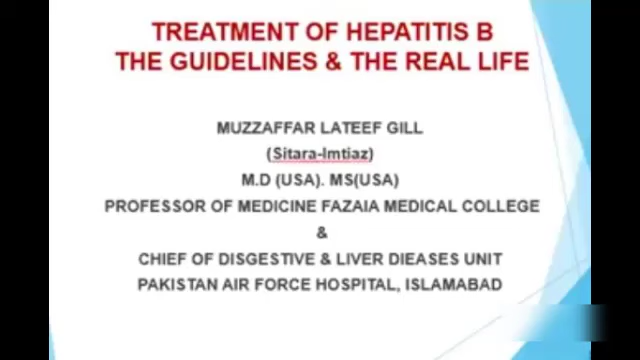 TREATMENT OF HEPATITIS B
THE GUIDELINES & THE REAL LIFE
MUZZAFFAR LATEEF GILL
(Sitara-Imtiaz)
M.D (USA). MS(USA)
PROFESSOR OF MEDICINE FAZAIA MEDICAL COLLEGE
&
CHIEF OF DISGESTIVE & LIVER DIEASES UNIT
PAKISTAN AIR FORCE HOSPITAL, ISLAMABAD